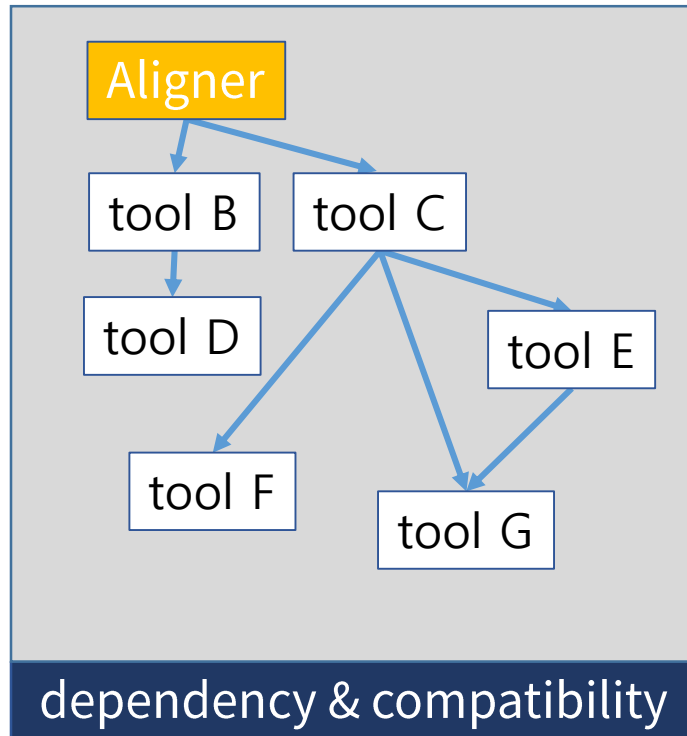 Aligner
tool B
tool C
tool D
tool E
tool F
tool G
dependency & compatibility